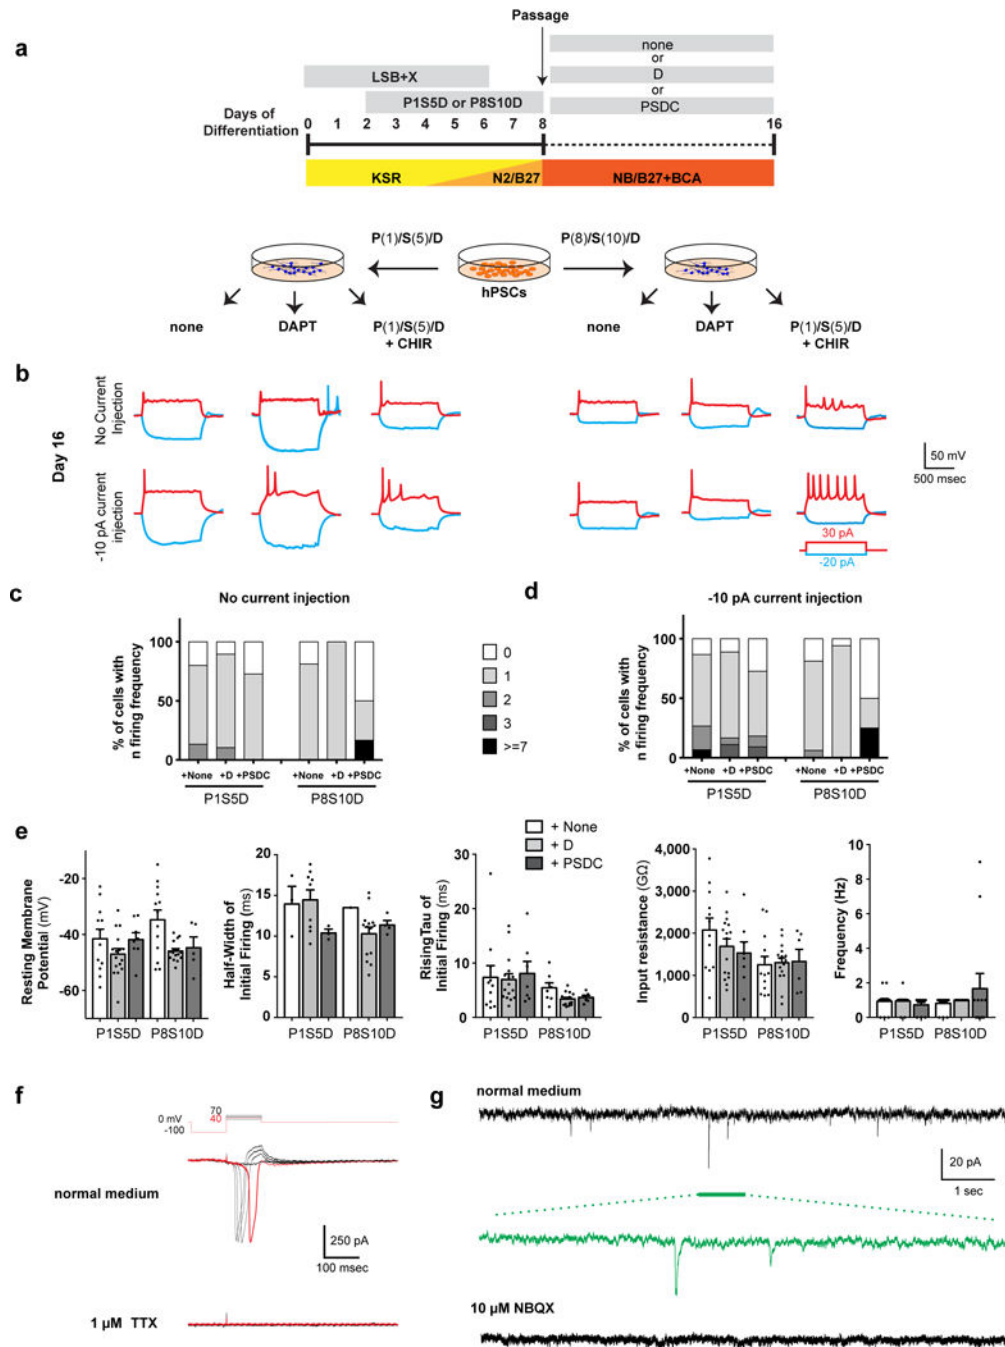 Passage
a
none
or
LSB+X
D
or
P1S5D or P8S10D
PSDC
Days of
Differentiation
0 1 2 3 4 5 6 7 8 16
KSR N2/B27 NB/B27+BCA
P(1)/S(5)/D P(8)/S(10)/D
hPSCs
none DAPT P(1)/S(5)/D
+ CHIR
none DAPT P(1)/S(5)/D
+ CHIR
b
Day 16
No Current
Injection
50 mV
500 msec
-10 pA current
injection
30 pA
-20 pA
c
No current injection
% of cells with
n firing frequency
100
50
0
+None +D +PSDC +None +D +PSDC
P1S5D P8S10D
0
1
2
3
>=7
d
-10 pA current injection
% of cells with
n firing frequency
100
50
0
+None +D +PSDC +None +D +PSDC
P1S5D P8S10D
e
+ None
+ D
+ PSDC
Resting Membrane
Potential (mV)
-20
-40
-60
P1S5D P8S10D
Half-Width of
Initial Firing (ms)
20
15
10
5
0
P1S5D P8S10D
RisingTau of
Initial Firing (ms)
30
20
10
0
P1S5D P8S10D
Input resistance (GΩ)
4,000
3,000
2,000
1,000
0
P1S5D P8S10D
Frequency (Hz)
10
8
6
4
2
0
P1S5D P8S10D
f
70
0 mV 40
-100
normal medium
250 pA
100 msec
1 µM TTX
g
normal medium
20 pA
1 sec
10 µM NBQX